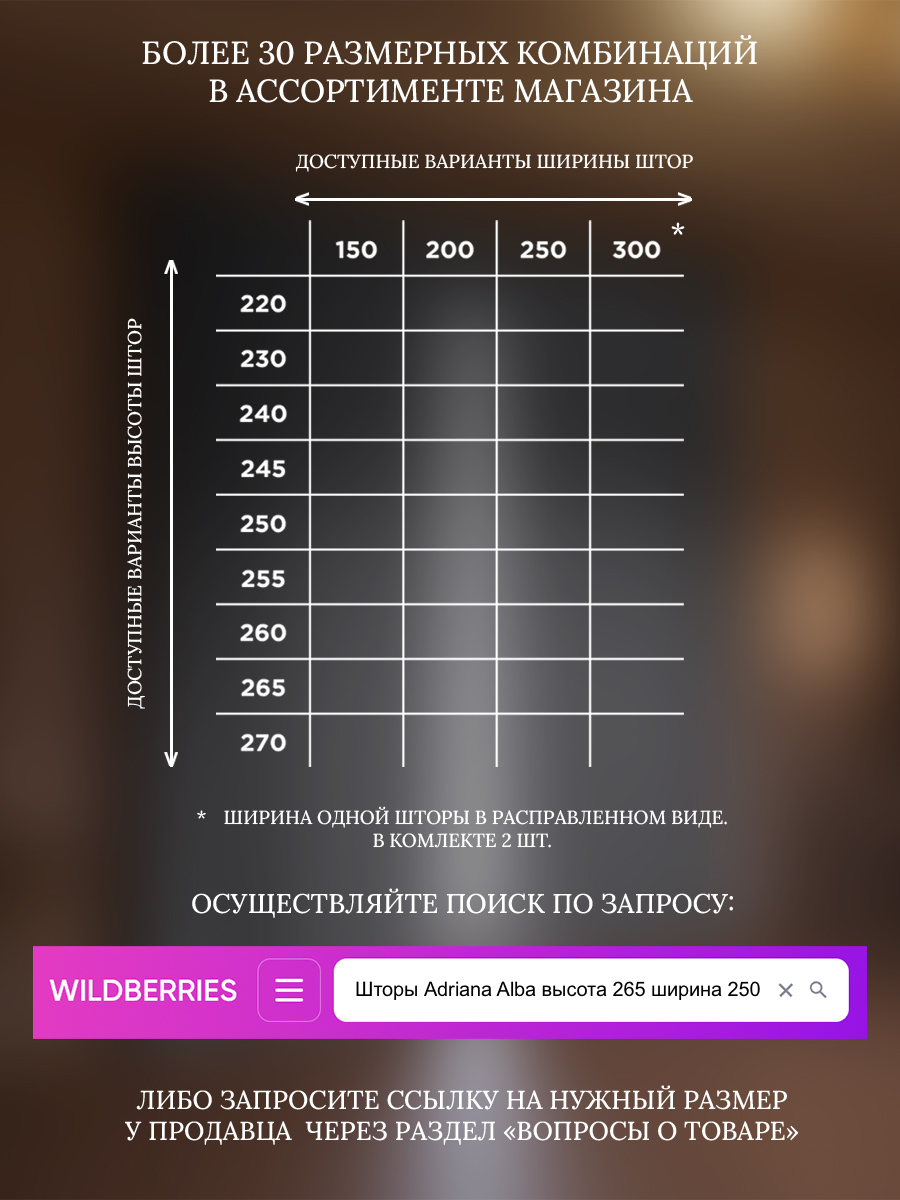 БОЛЕЕ 30 РАЗМЕРНЫХ КОМБИНАЦИЙ
В АССОРТИМЕНТЕ МАГАЗИНА
ДОСТУПНЫЕ ВАРИАНТЫ ШИРИНЫ ШТОР
150 200 250 300 *
ДОСТУПНЫЕ ВАРИАНТЫ ВЫСОТЫ ШТОР
220
230
240
245
250
255
260
265
270
* ШИРИНА ОДНОЙ ШТОРЫ В РАСПРАВЛЕННОМ ВИДЕ.
В КОМЛЕКТЕ 2 ШТ.
ОСУЩЕСТВЛЯЙТЕ ПОИСК ПО ЗАПРОСУ:
WILDBERRIES Шторы Adriana Alba высота 265 ширина 250
ЛИБО ЗАПРОСИТЕ ССЫЛКУ НА НУЖНЫЙ РАЗМЕР
У ПРОДАВЦА ЧЕРЕЗ РАЗДЕЛ «ВОПРОСЫ О ТОВАРЕ»